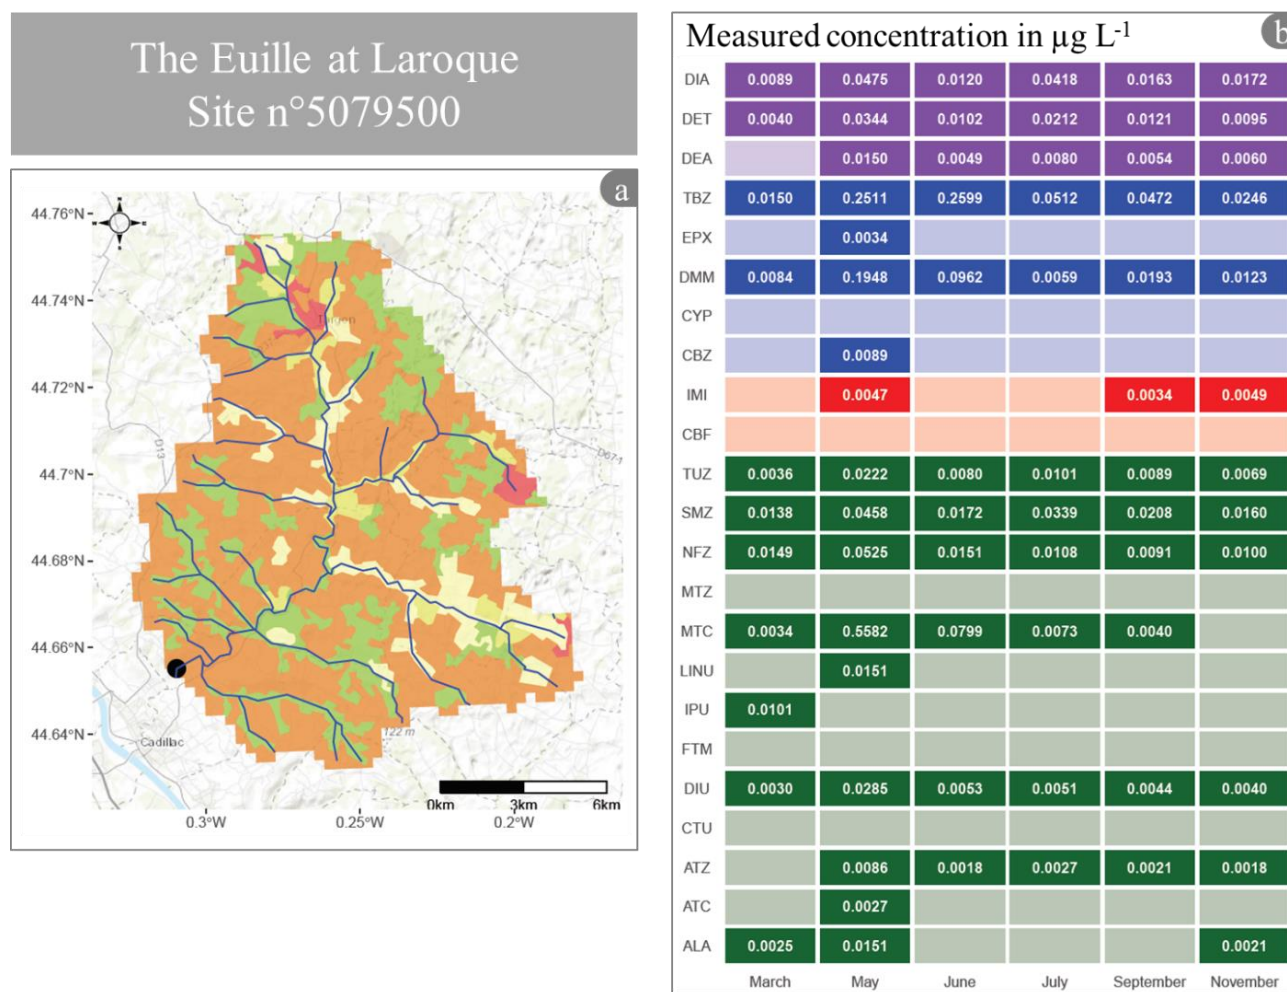 The Euille at Laroque
Site n°5079500
a
44.76°N
44.74°N
44.72°N
44.7°N
44.68°N
44.66°N
44.64°N
D13
Cadillac
122 m
0km 3km 6km
0.3°W 0.25°W 0.2°W
Measured concentration in µg L-1
b
DIA 0.0089 0.0475 0.0120 0.0418 0.0163 0.0172
DET 0.0040 0.0344 0.0102 0.0212 0.0121 0.0095
DEA 0.0150 0.0049 0.0080 0.0054 0.0060
TBZ 0.0150 0.2511 0.2599 0.0512 0.0472 0.0246
EPX 0.0034
DMM 0.0084 0.1948 0.0962 0.0059 0.0193 0.0123
CYP
CBZ 0.0089
IMI 0.0047 0.0034 0.0049
CBF
TUZ 0.0036 0.0222 0.0080 0.0101 0.0089 0.0069
SMZ 0.0138 0.0458 0.0172 0.0339 0.0208 0.0160
NFZ 0.0149 0.0525 0.0151 0.0108 0.0091 0.0100
MTZ
MTC 0.0034 0.5582 0.0799 0.0073 0.0040
LINU 0.0151
IPU 0.0101
FTM
DIU 0.0030 0.0285 0.0053 0.0051 0.0044 0.0040
CTU
ATZ 0.0086 0.0018 0.0027 0.0021 0.0018
ATC 0.0027
ALA 0.0025 0.0151 0.0021
March May June July September November